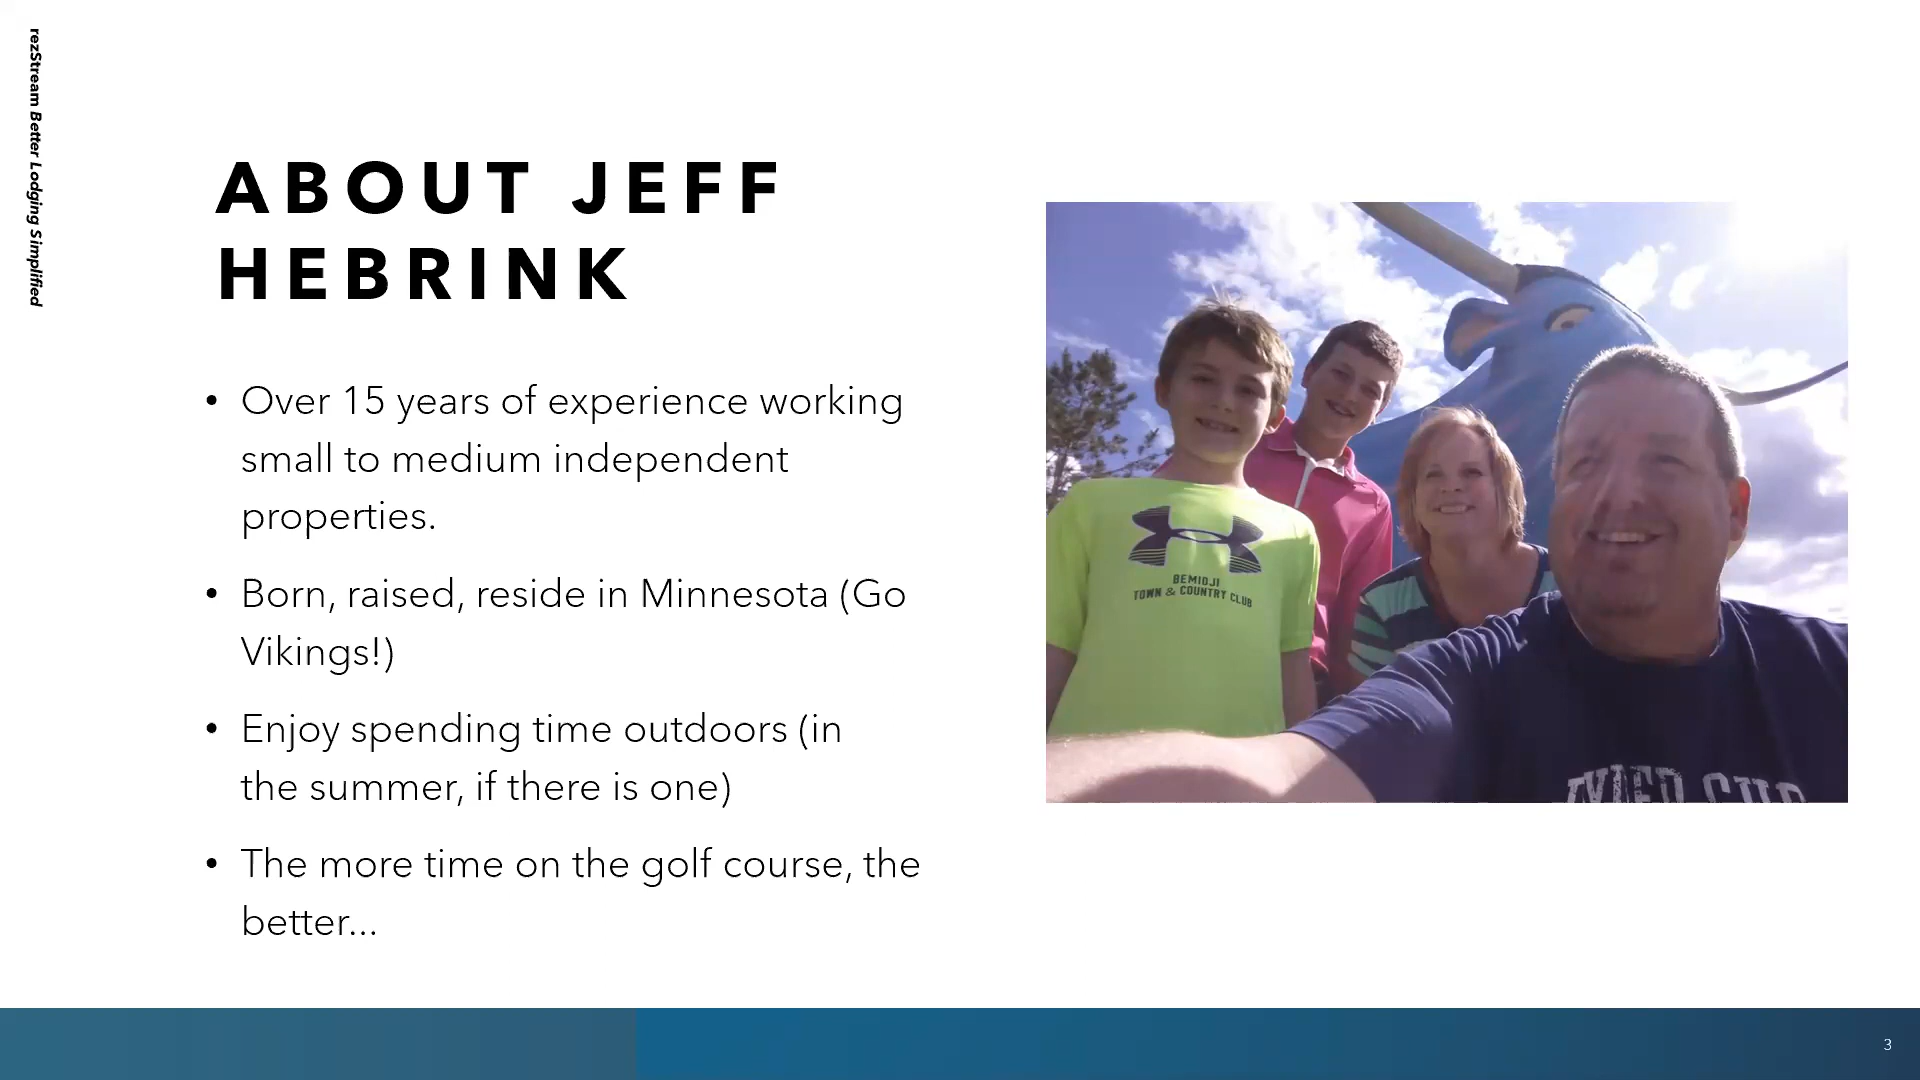 rezStream Better Lodging Simplified
ABOUT JEFF
HEBRINK
• Over 15 years of experience working
small to medium independent
properties.
• Born, raised, reside in Minnesota (Go
Vikings!)
• Enjoy spending time outdoors (in
the summer, if there is one)
• The more time on the golf course, the
better...
BEMIDJI
TOWN & COUNTRY CLUB
3